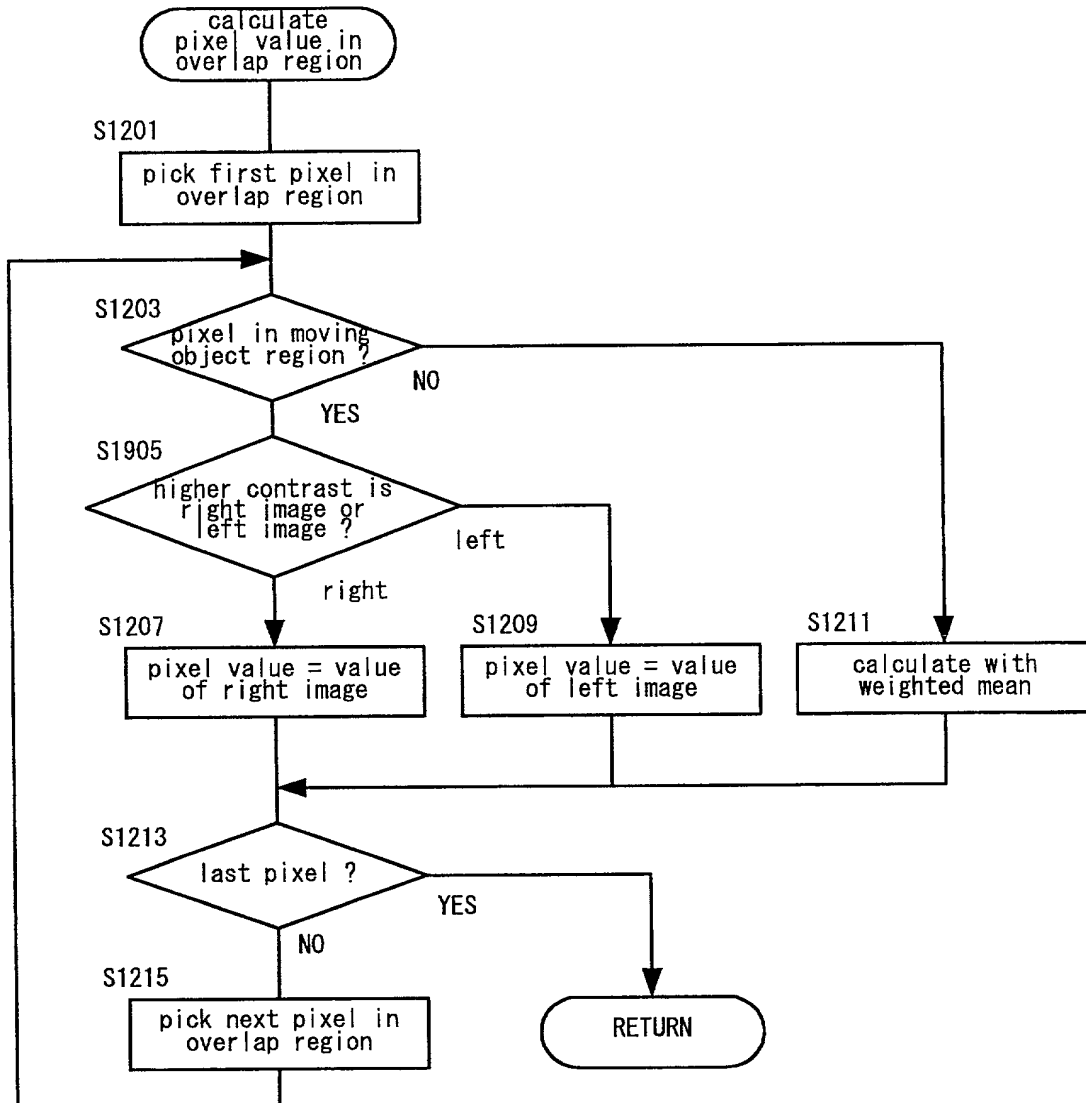 calculate
pixel value in
overlap region
S1201
pick first pixel in
overlap region
S1203
pixel in moving
object region ?
NO
YES
S1905
higher contrast is
right image or
left image ?
left
right
S1207
pixel value = value
of right image
S1209
pixel value = value
of left image
S1211
calculate with
weighted mean
S1213
last pixel ?
YES
NO
S1215
pick next pixel in
overlap region
RETURN